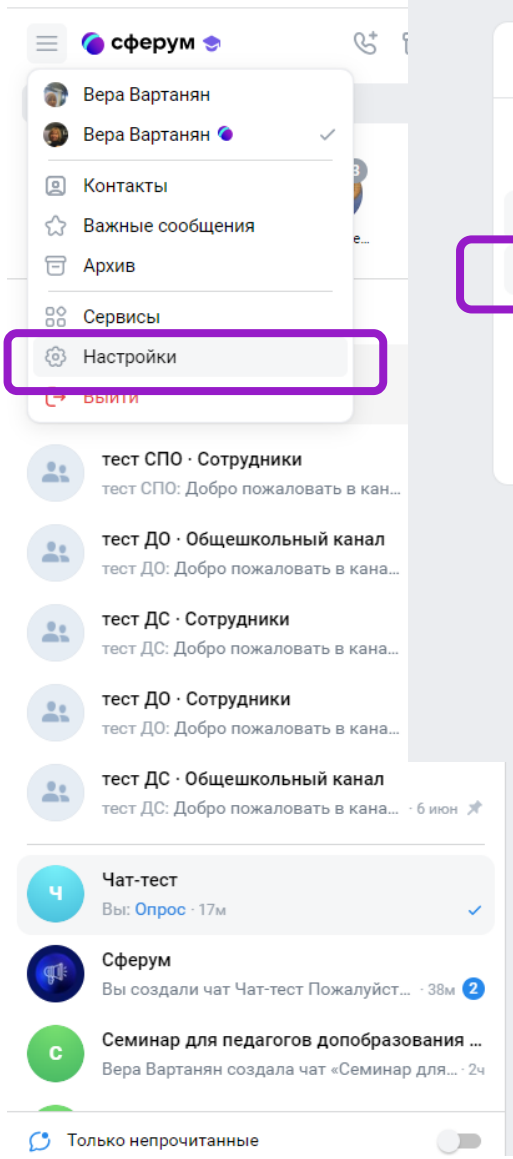 сферум
Вера Вартанян
Вера Вартанян
3
Контакты
Важные сообщения
е...
Архив
Сервисы
Настройки
Выйти
тест СПО · Сотрудники
тест СПО: Добро пожаловать в кан...
тест ДО · Общешкольный канал
тест ДО: Добро пожаловать в кана...
тест ДС · Сотрудники
тест ДС: Добро пожаловать в кана...
тест ДО · Сотрудники
тест ДО: Добро пожаловать в кана...
тест ДС · Общешкольный канал
тест ДС: Добро пожаловать в кана... · 6 июн
Ч
Чат-тест
Вы: Опрос · 17м
Сферум
Вы создали чат Чат-тест Пожалуйст... · 38м 2
С
Семинар для педагогов допобразования ...
Вера Вартанян создала чат «Семинар для... · 2ч
Только непрочитанные